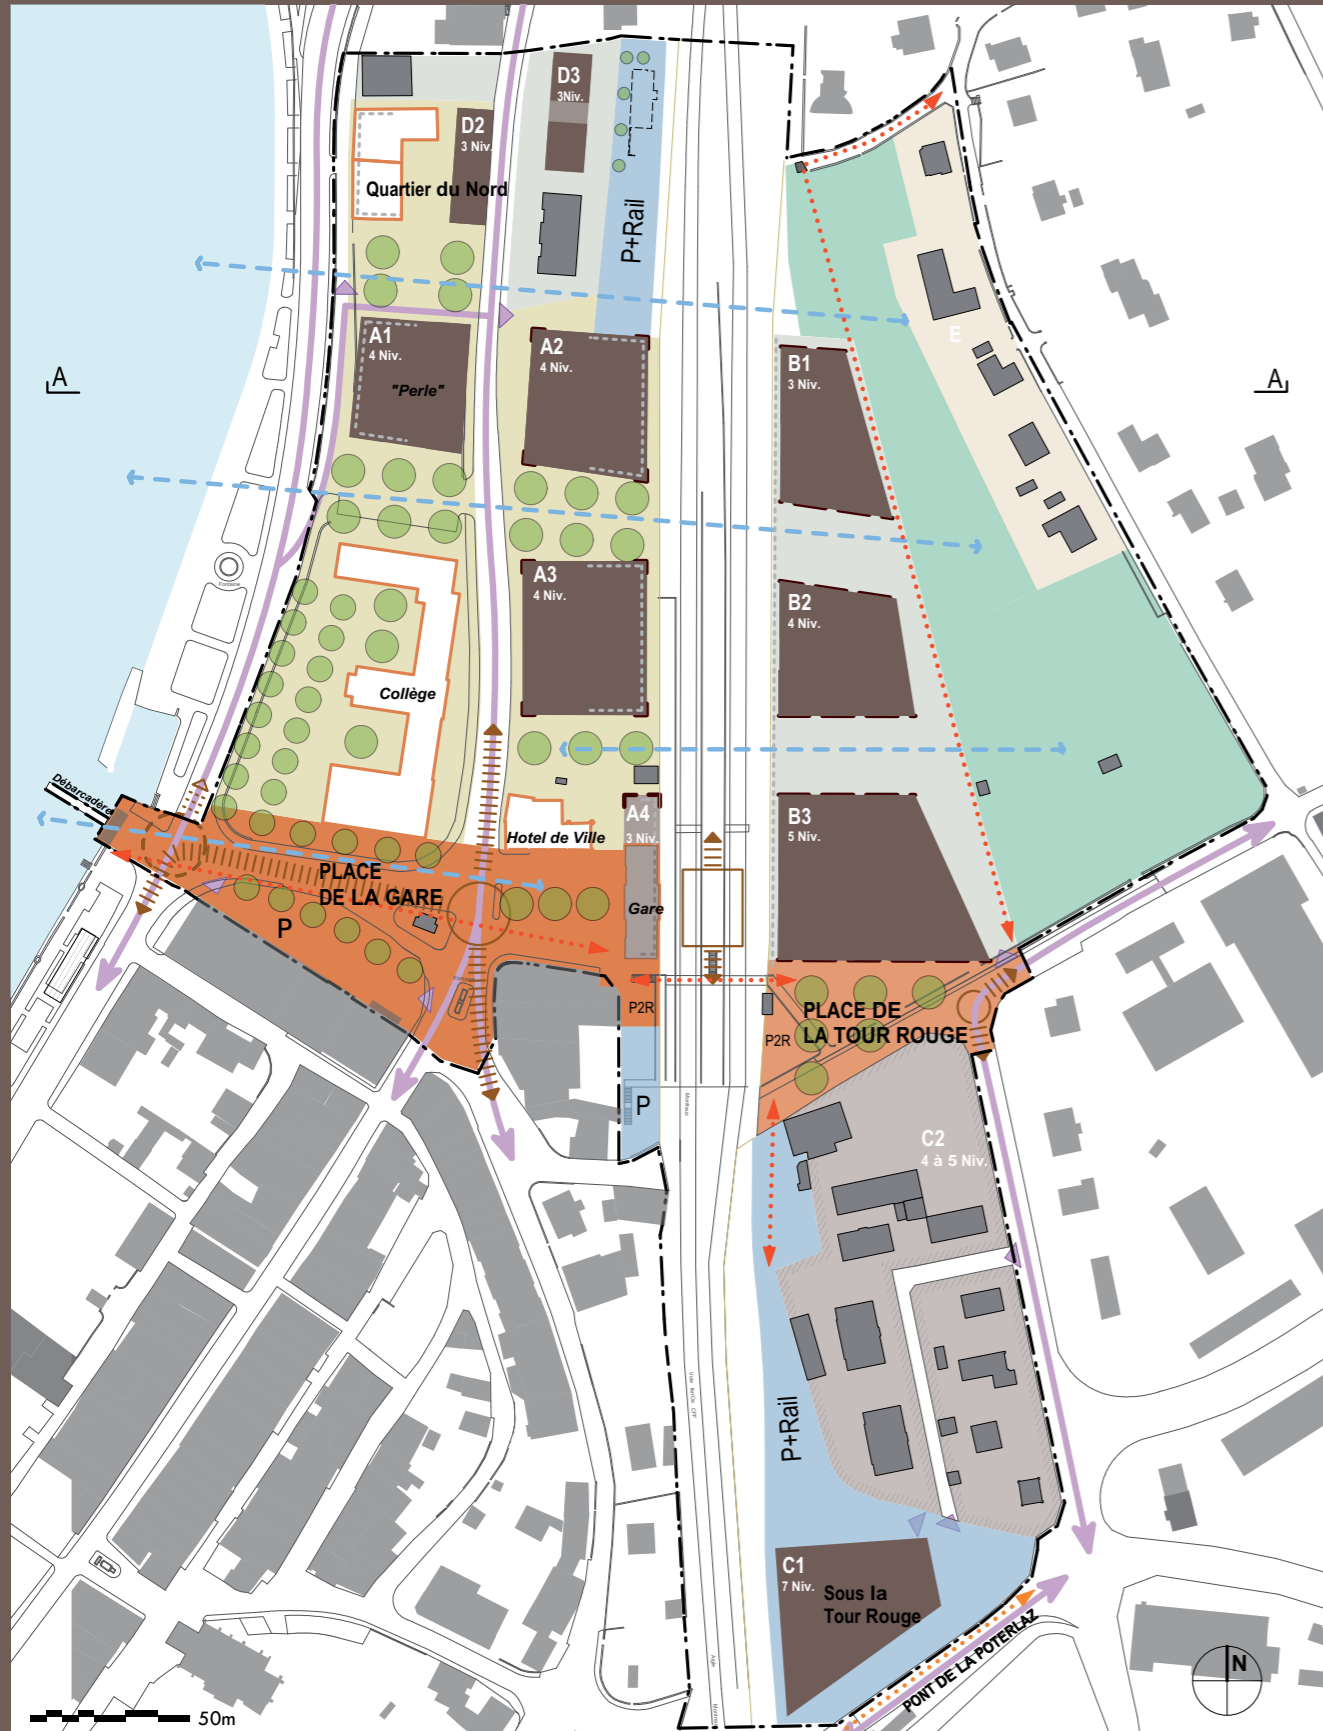 D3
3Niv.
D2
3 Niv.
Quartier du Nord
P+Rail
A1
4 Niv.
"Perle"
A2
4 Niv.
B1
3 Niv.
E
A
A
A3
4 Niv.
B2
4 Niv.
Fontaine
Collège
Débarcadère
Hotel de Ville
A4
3 Niv.
B3
5 Niv.
PLACE
DE LA GARE
Gare
P
P2R
P2R
PLACE DE
LA TOUR ROUGE
P
C2
4 à 5 Niv.
P+Rail
C1
7 Niv.
Sous la
Tour Rouge
PONT DE LA POTERLAZ
N
50m